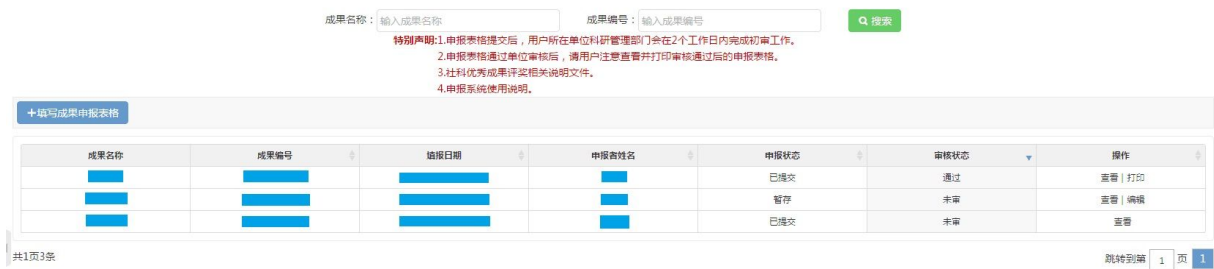 成果名称： 输入成果名称 成果编号： 输入成果编号 搜索
特别声明:1.申报表格提交后，用户所在单位科研管理部门会在2个工作日内完成初审工作。
2.申报表格通过单位审核后，请用户注意查看并打印审核通过后的申报表格。
3.社科优秀成果评奖相关说明文件。
4.申报系统使用说明。
+填写成果申报表格
成果名称 成果编号 填报日期 申报者姓名 申报状态 审核状态 操作
已提交 通过 查看 | 打印
暂存 未审 查看 | 编辑
已提交 未审 查看
共1页3条 跳转到第 1 页 1